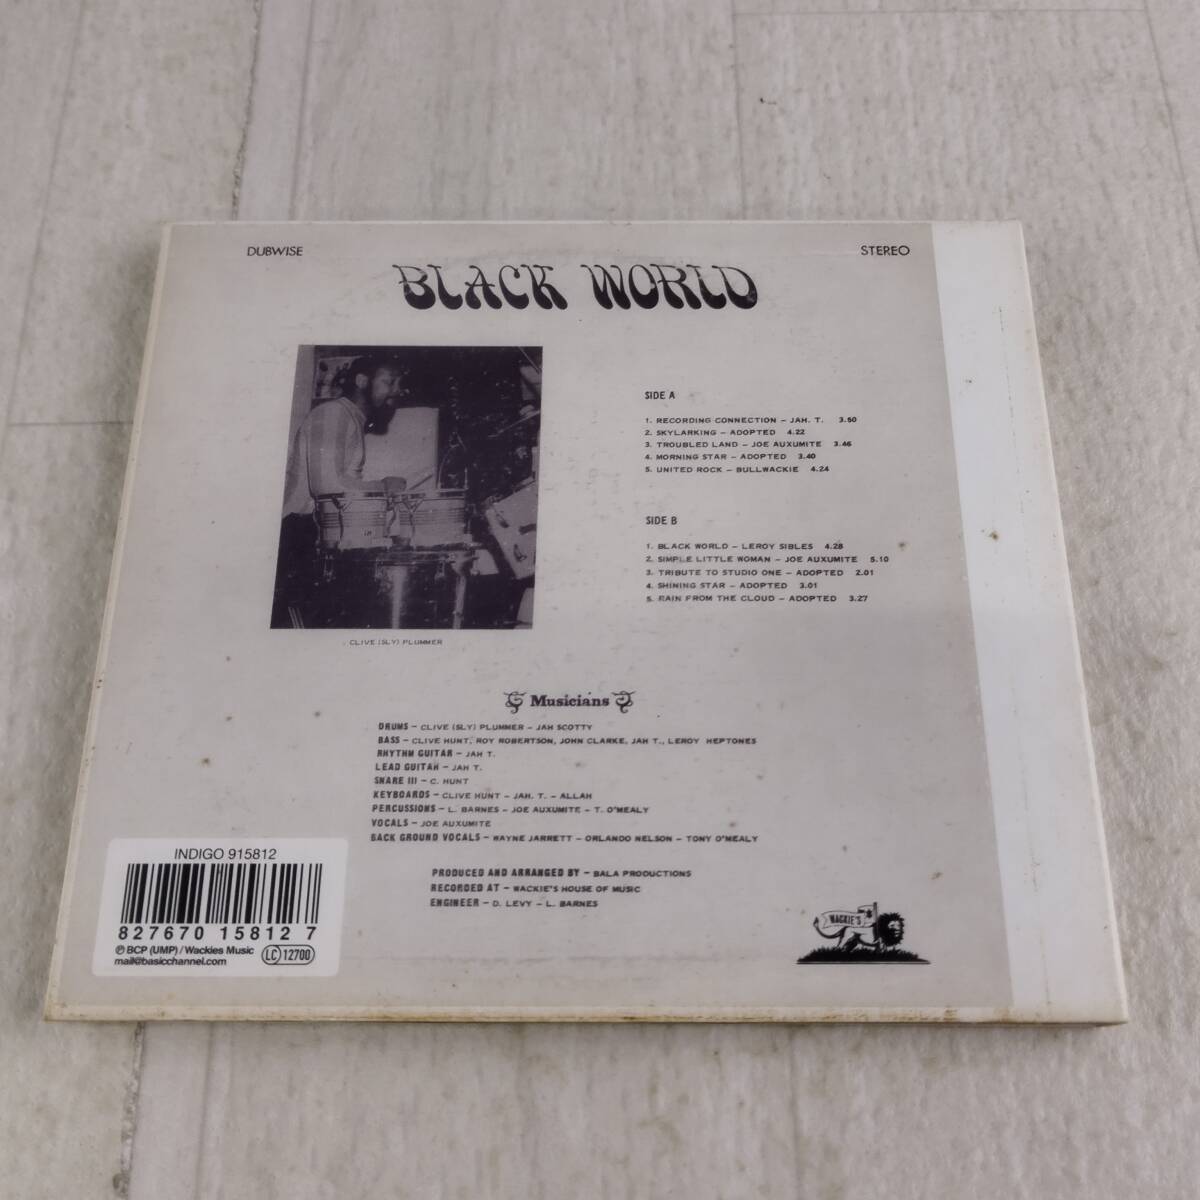 DUBWISE
STEREO
BLACK WORLD
SIDE A
1. RECORDING CONNECTION – JAH. T. 3.50
2. SKYLARKING – ADOPTED 4.22
3. TROUBLED LAND – JOE AUXUMITE 3.46
4. MORNING STAR – ADOPTED 3.40
5. UNITED ROCK – BULLWACKIE 4.24
SIDE B
1. BLACK WORLD – LEROY SIBLES 4.28
2. SIMPLE LITTLE WOMAN – JOE AUXUMITE 5.10
3. TRIBUTE TO STUDIO ONE – ADOPTED 2.01
4. SHINING STAR – ADOPTED 3.01
5. RAIN FROM THE CLOUD – ADOPTED 3.27
CLIVE (SLY) PLUMMER
Musicians
DRUMS – CLIVE (SLY) PLUMMER – JAH SCOTTY
BASS – CLIVE HUNT, ROY ROBERTSON, JOHN CLARKE, JAH T., LEROY HEPTONES
RHYTHM GUITAR – JAH T.
LEAD GUITAR – JAH T.
SNARE III – C. HUNT
KEYBOARDS – CLIVE HUNT – JAH. T. – ALLAH
PERCUSSIONS – L. BARNES – JOE AUXUMITE – T. O'MEALY
VOCALS – JOE AUXUMITE
BACK GROUND VOCALS – WAYNE JARRETT – ORLANDO NELSON – TONY O'MEALY
PRODUCED AND ARRANGED BY – BALA PRODUCTIONS
RECORDED AT – WACKIE'S HOUSE OF MUSIC
ENGINEER – D. LEVY – L. BARNES
INDIGO 915812
8 27670 15812 7
℗ BCP (UMP) / Wackies Music
mail@basicchannel.com
LC 12700
WACKIE'S